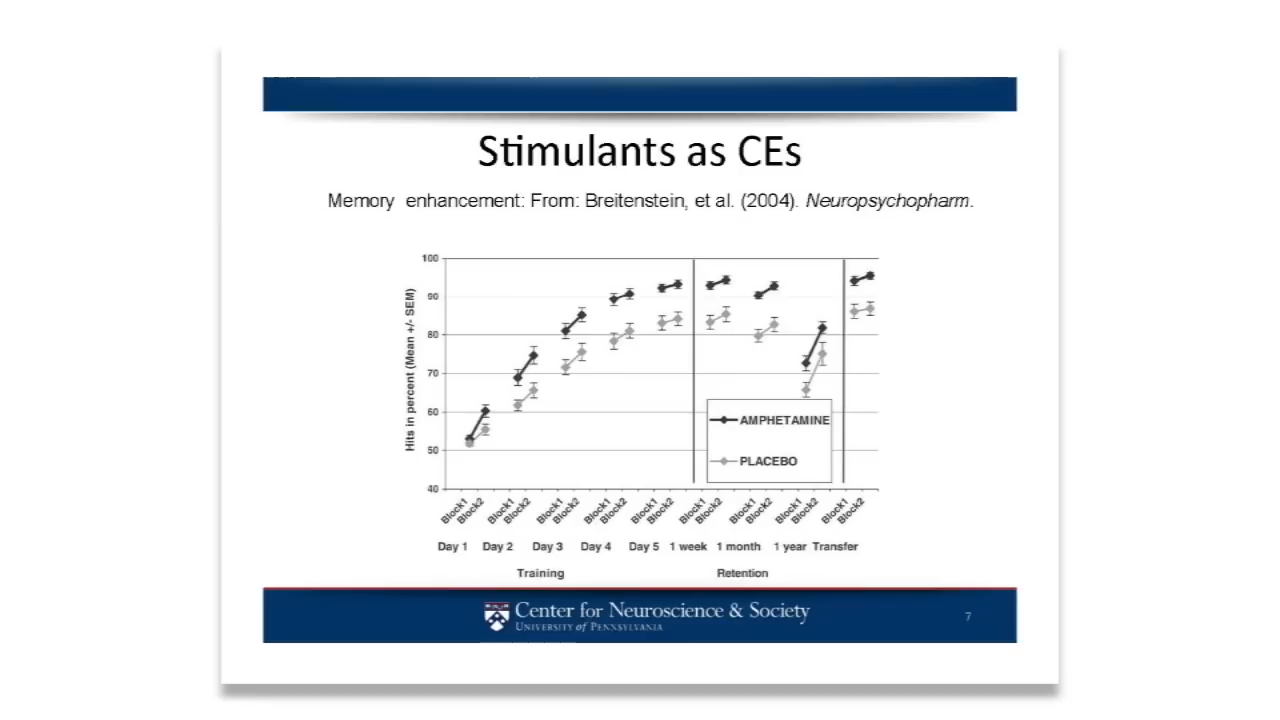 Stimulants as CEs
Memory enhancement: From: Breitenstein, et al. (2004). Neuropsychopharm.
Hits in percent (Mean +/- SEM)
100
90
80
70
60
50
40
AMPHETAMINE
PLACEBO
Block1 Block2 Block1 Block2 Block1 Block2 Block1 Block2 Block1 Block2 Block1 Block2 Block1 Block2 Block1 Block2 Block1 Block2
Day 1 Day 2 Day 3 Day 4 Day 5 1 week 1 month 1 year Transfer
Training Retention
Center for Neuroscience & Society
UNIVERSITY of PENNSYLVANIA
7